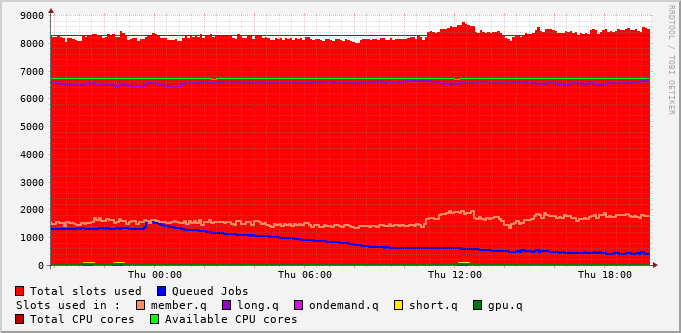 RRDTOOL / TOBI OETIKER
9000
8000
7000
6000
5000
4000
3000
2000
1000
0
Thu 00:00 Thu 06:00 Thu 12:00 Thu 18:00
Total slots used Queued Jobs
Slots used in : member.q long.q ondemand.q short.q gpu.q
Total CPU cores Available CPU cores